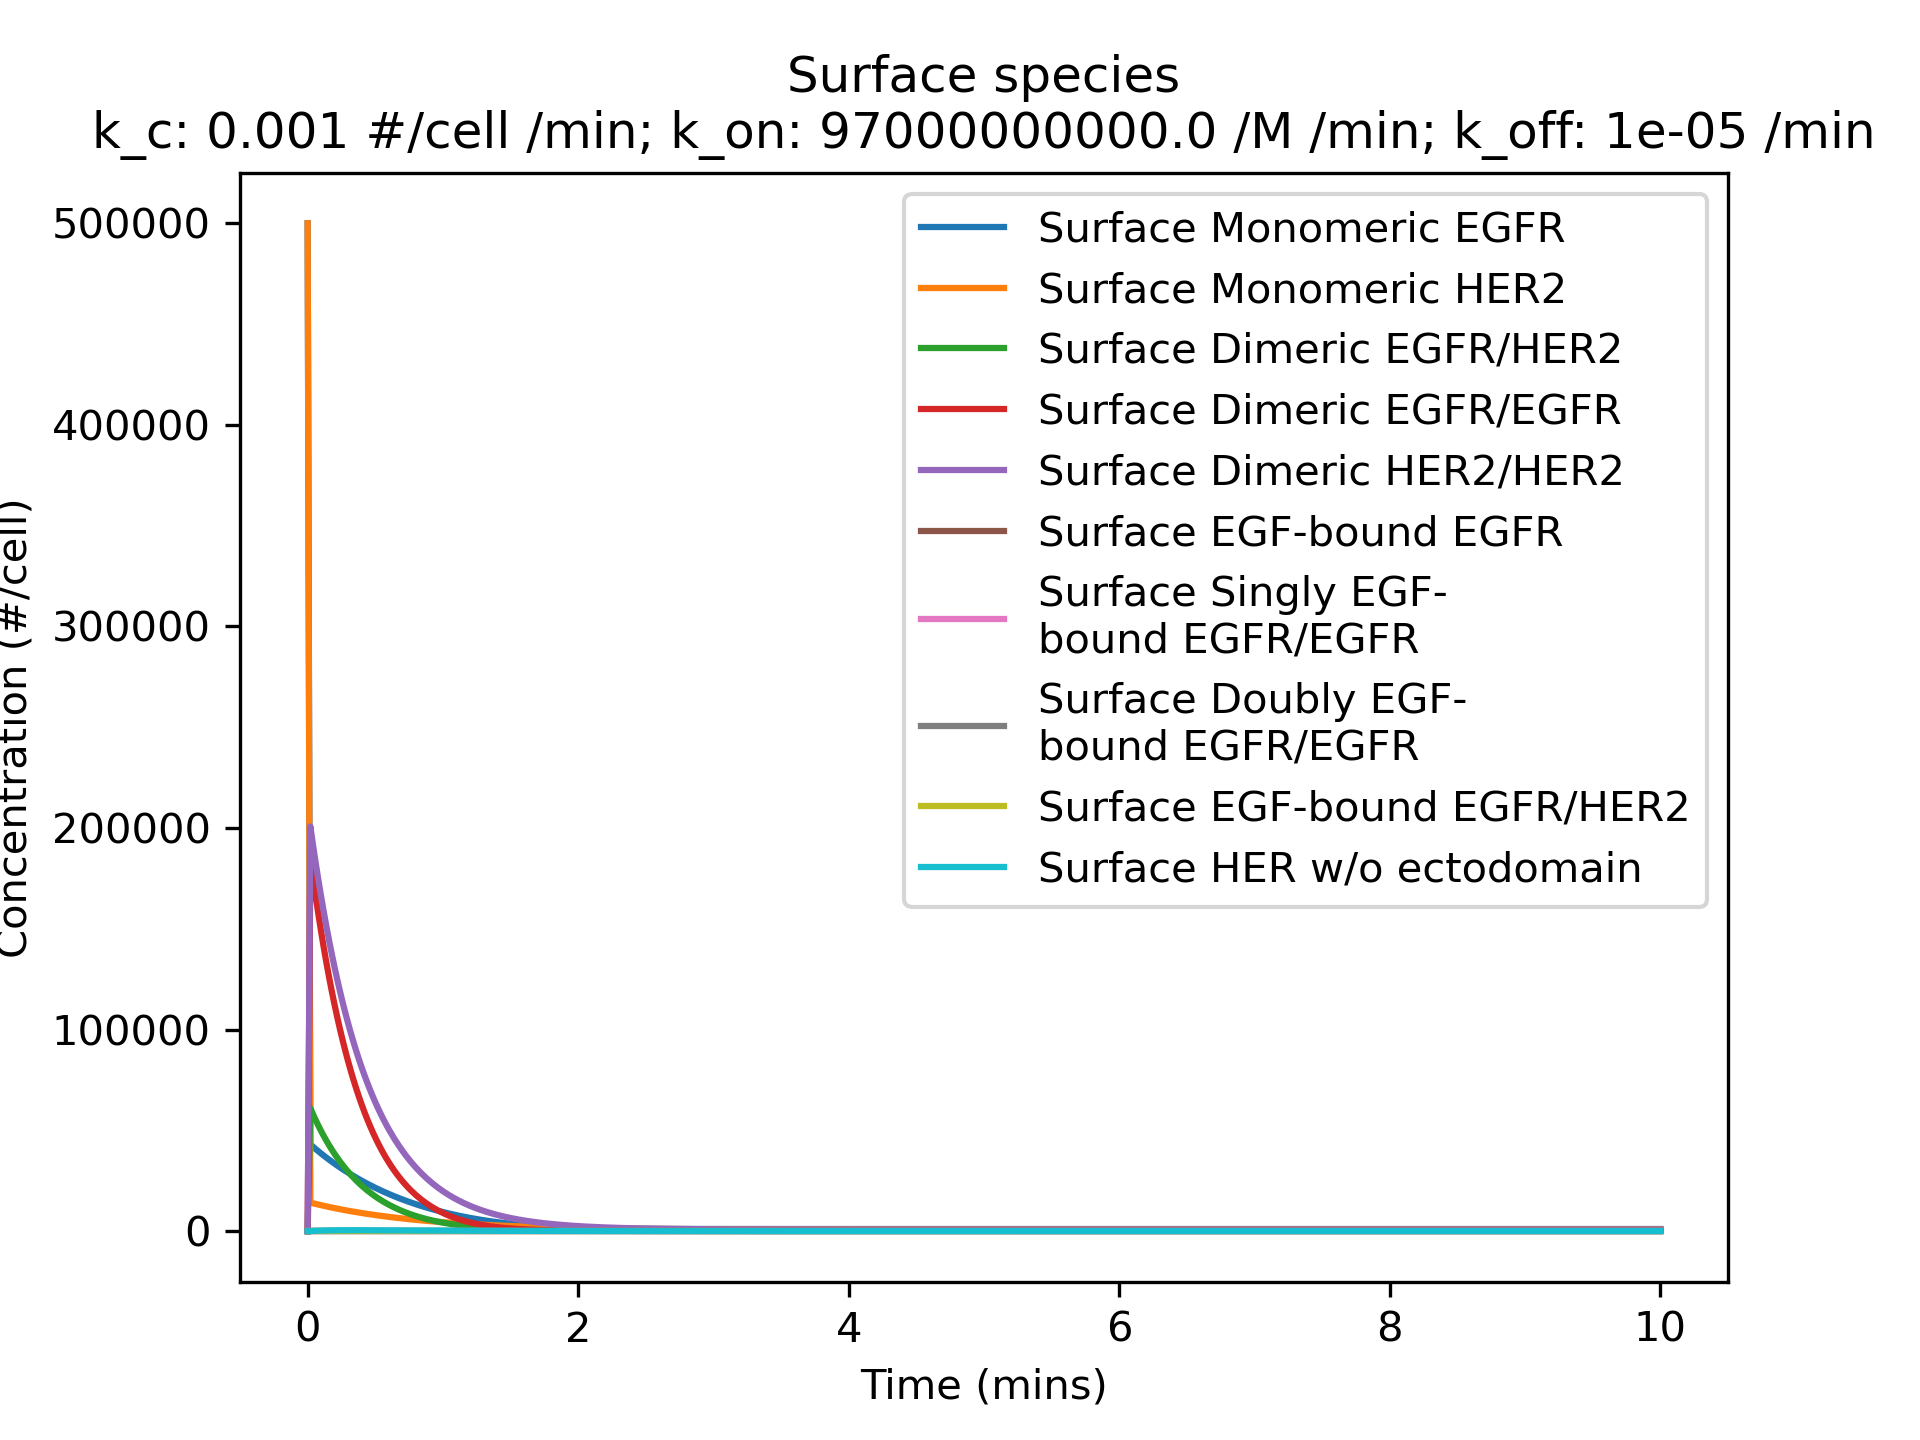 Surface species
k_c: 0.001 #/cell /min; k_on: 97000000000.0 /M /min; k_off: 1e-05 /min
Concentration (#/cell)
500000
400000
300000
200000
100000
0
Surface Monomeric EGFR
Surface Monomeric HER2
Surface Dimeric EGFR/HER2
Surface Dimeric EGFR/EGFR
Surface Dimeric HER2/HER2
Surface EGF-bound EGFR
Surface Singly EGF-
bound EGFR/EGFR
Surface Doubly EGF-
bound EGFR/EGFR
Surface EGF-bound EGFR/HER2
Surface HER w/o ectodomain
0 2 4 6 8 10
Time (mins)